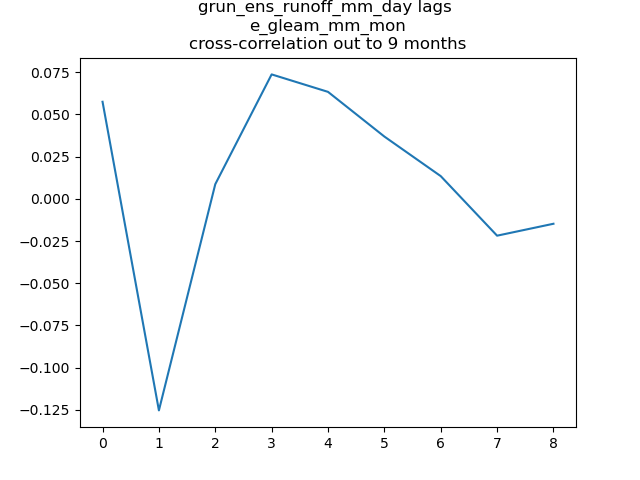 grun_ens_runoff_mm_day lags
e_gleam_mm_mon
cross-correlation out to 9 months
0.075
0.050
0.025
0.000
−0.025
−0.050
−0.075
−0.100
−0.125
0 1 2 3 4 5 6 7 8